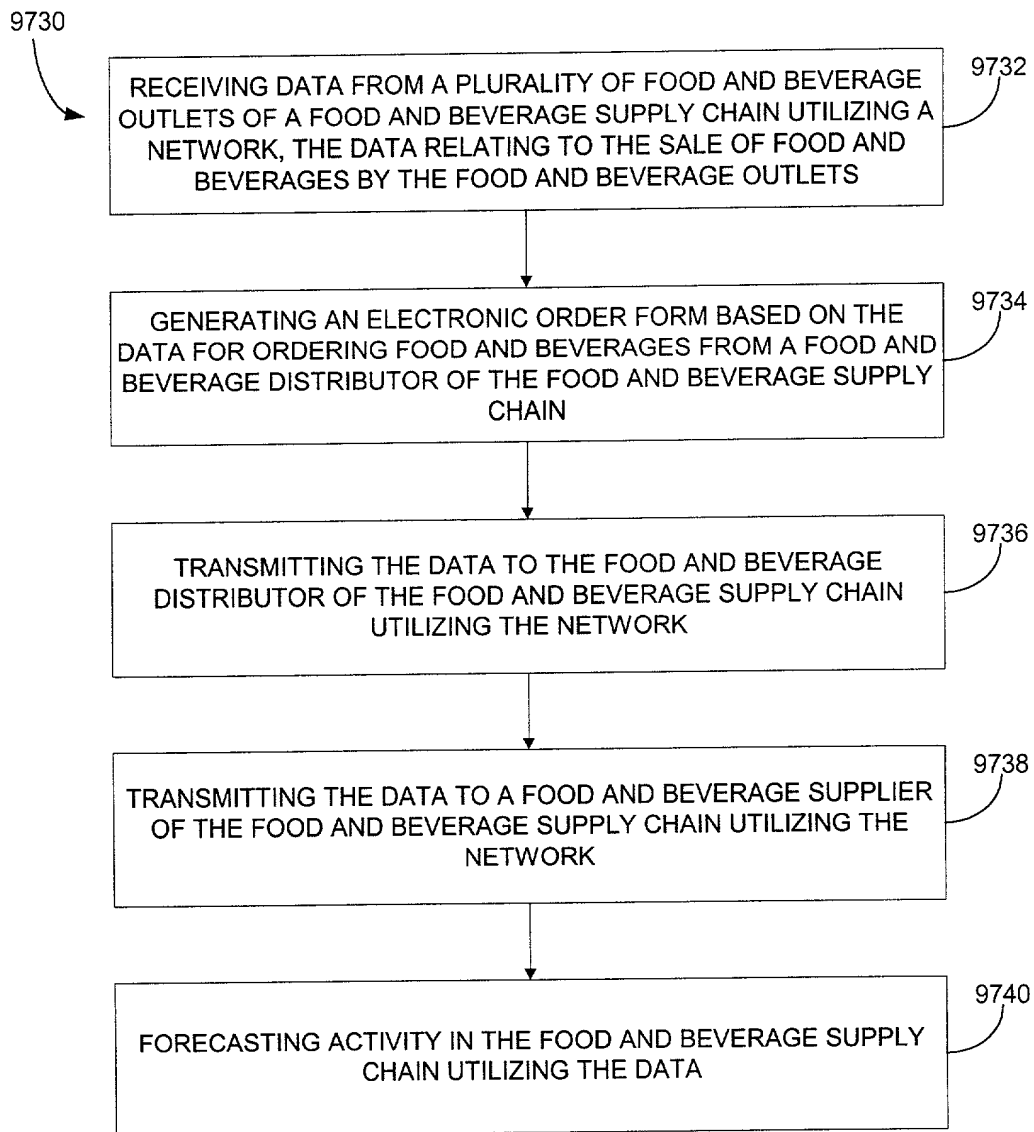 9730
RECEIVING DATA FROM A PLURALITY OF FOOD AND BEVERAGE
OUTLETS OF A FOOD AND BEVERAGE SUPPLY CHAIN UTILIZING A
NETWORK, THE DATA RELATING TO THE SALE OF FOOD AND
BEVERAGES BY THE FOOD AND BEVERAGE OUTLETS
9732
GENERATING AN ELECTRONIC ORDER FORM BASED ON THE
DATA FOR ORDERING FOOD AND BEVERAGES FROM A FOOD AND
BEVERAGE DISTRIBUTOR OF THE FOOD AND BEVERAGE SUPPLY
CHAIN
9734
TRANSMITTING THE DATA TO THE FOOD AND BEVERAGE
DISTRIBUTOR OF THE FOOD AND BEVERAGE SUPPLY CHAIN
UTILIZING THE NETWORK
9736
TRANSMITTING THE DATA TO A FOOD AND BEVERAGE SUPPLIER
OF THE FOOD AND BEVERAGE SUPPLY CHAIN UTILIZING THE
NETWORK
9738
FORECASTING ACTIVITY IN THE FOOD AND BEVERAGE SUPPLY
CHAIN UTILIZING THE DATA
9740